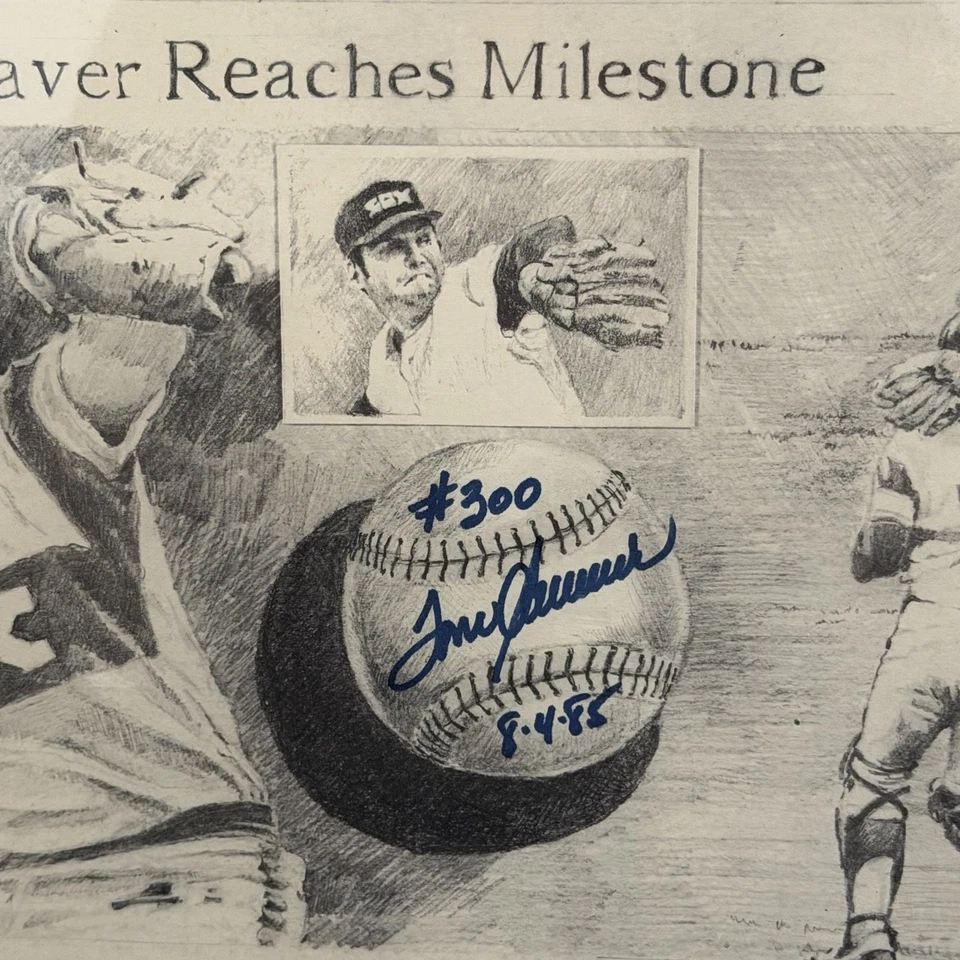 aver Reaches Milestone
SOX
#300
Tom Seaver
8.4.85